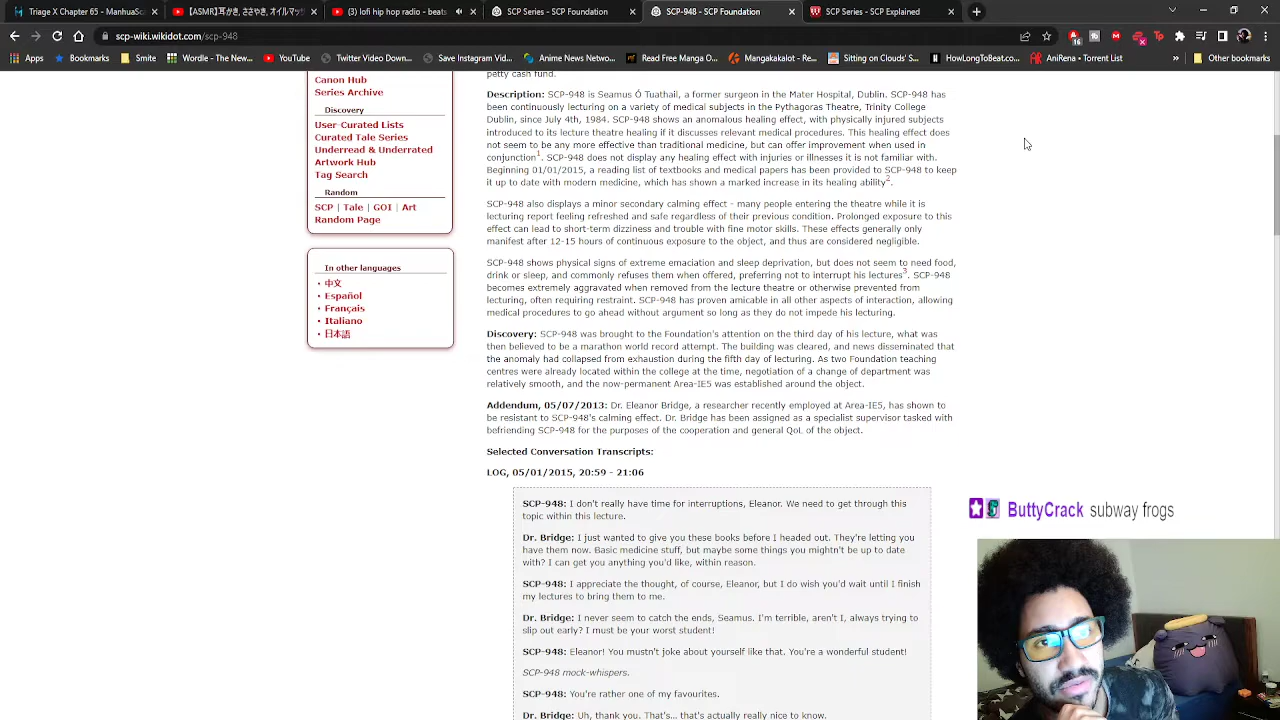 Triage X Chapter 65 - ManhuaSc
【ASMR】耳かき、ささやき、オイルマッ
(3) lofi hip hop radio - beats
SCP Series - SCP Foundation
SCP-948 - SCP Foundation
SCP Series - SCP Explained
scp-wiki.wikidot.com/scp-948
16
Apps
Bookmarks
Smite
Wordle - The New...
YouTube
Twitter Video Down...
Save Instagram Vid...
Funimation - Watch...
Read Free Manga O...
Mangakakalot - Re...
Sitting on Clouds' S...
HowLongToBeat.co...
AniRena | Torrent List
»
Other bookmarks
Canon Hub
Series Archive
Discovery
User-Curated Lists
Curated Tale Series
Underread & Underrated
Artwork Hub
Tag Search
Random
SCP | Tale | GOI | Art
Random Page
In other languages
中文
Español
Français
Italiano
日本語
petty cash fund.
Description: SCP-948 is Seamus Ó Tuathail, a former surgeon in the Mater Hospital, Dublin. SCP-948 has
been continuously lecturing on a variety of medical subjects in the Pythagoras Theatre, Trinity College
Dublin, since July 4th, 1984. SCP-948 shows an anomalous healing effect, with physically injured subjects
introduced to its lecture theatre healing if it discusses relevant medical procedures. This healing effect does
not seem to be any more effective than traditional medicine, but can offer improvement when used in
conjunction1. SCP-948 does not display any healing effect with injuries or illnesses it is not familiar with.
Beginning 01/01/2015, a reading list of textbooks and medical papers has been provided to SCP-948 to keep
it up to date with modern medicine, which has shown a marked increase in its healing ability2.
SCP-948 also displays a minor secondary calming effect - many people entering the theatre while it is
lecturing report feeling refreshed and safe regardless of their previous condition. Prolonged exposure to this
effect can lead to short-term dizziness and trouble with fine motor skills. These effects generally only
manifest after 12-15 hours of continuous exposure to the object, and thus are considered negligible.
SCP-948 shows physical signs of extreme emaciation and sleep deprivation, but does not seem to need food,
drink or sleep, and commonly refuses them when offered, preferring not to interrupt his lectures3. SCP-948
becomes extremely aggravated when removed from the lecture theatre or otherwise prevented from
lecturing, often requiring restraint. SCP-948 has proven amicable in all other aspects of interaction, allowing
medical procedures to go ahead without argument so long as they do not impede his lecturing.
Discovery: SCP-948 was brought to the Foundation's attention on the third day of his lecture, what was
then believed to be a marathon world record attempt. The building was cleared, and news disseminated that
the anomaly had collapsed from exhaustion during the fifth day of lecturing. As two Foundation teaching
centres were already located within the college at the time, negotiation of a change of department was
relatively smooth, and the now-permanent Area-IE5 was established around the object.
Addendum, 05/07/2013: Dr. Eleanor Bridge, a researcher recently employed at Area-IE5, has shown to
be resistant to SCP-948's calming effect. Dr. Bridge has been assigned as a specialist supervisor tasked with
befriending SCP-948 for the purposes of the cooperation and general QoL of the object.
Selected Conversation Transcripts:
LOG, 05/01/2015, 20:59 - 21:06
SCP-948: I don't really have time for interruptions, Eleanor. We need to get through this
topic within this lecture.
Dr. Bridge: I just wanted to give you these books before I headed out. They're letting you
have them now. Basic medicine stuff, but maybe some things you mightn't be up to date
with? I can get you anything you'd like, within reason.
SCP-948: I appreciate the thought, of course, Eleanor, but I do wish you'd wait until I finish
my lectures to bring them to me.
Dr. Bridge: I never seem to catch the ends, Seamus. I'm terrible, aren't I, always trying to
slip out early? I must be your worst student!
SCP-948: Eleanor! You mustn't joke about yourself like that. You're a wonderful student!
SCP-948 mock-whispers.
SCP-948: You're rather one of my favourites.
Dr. Bridge: Uh, thank you. That's... that's actually really nice to know.
ButtyCrack subway frogs